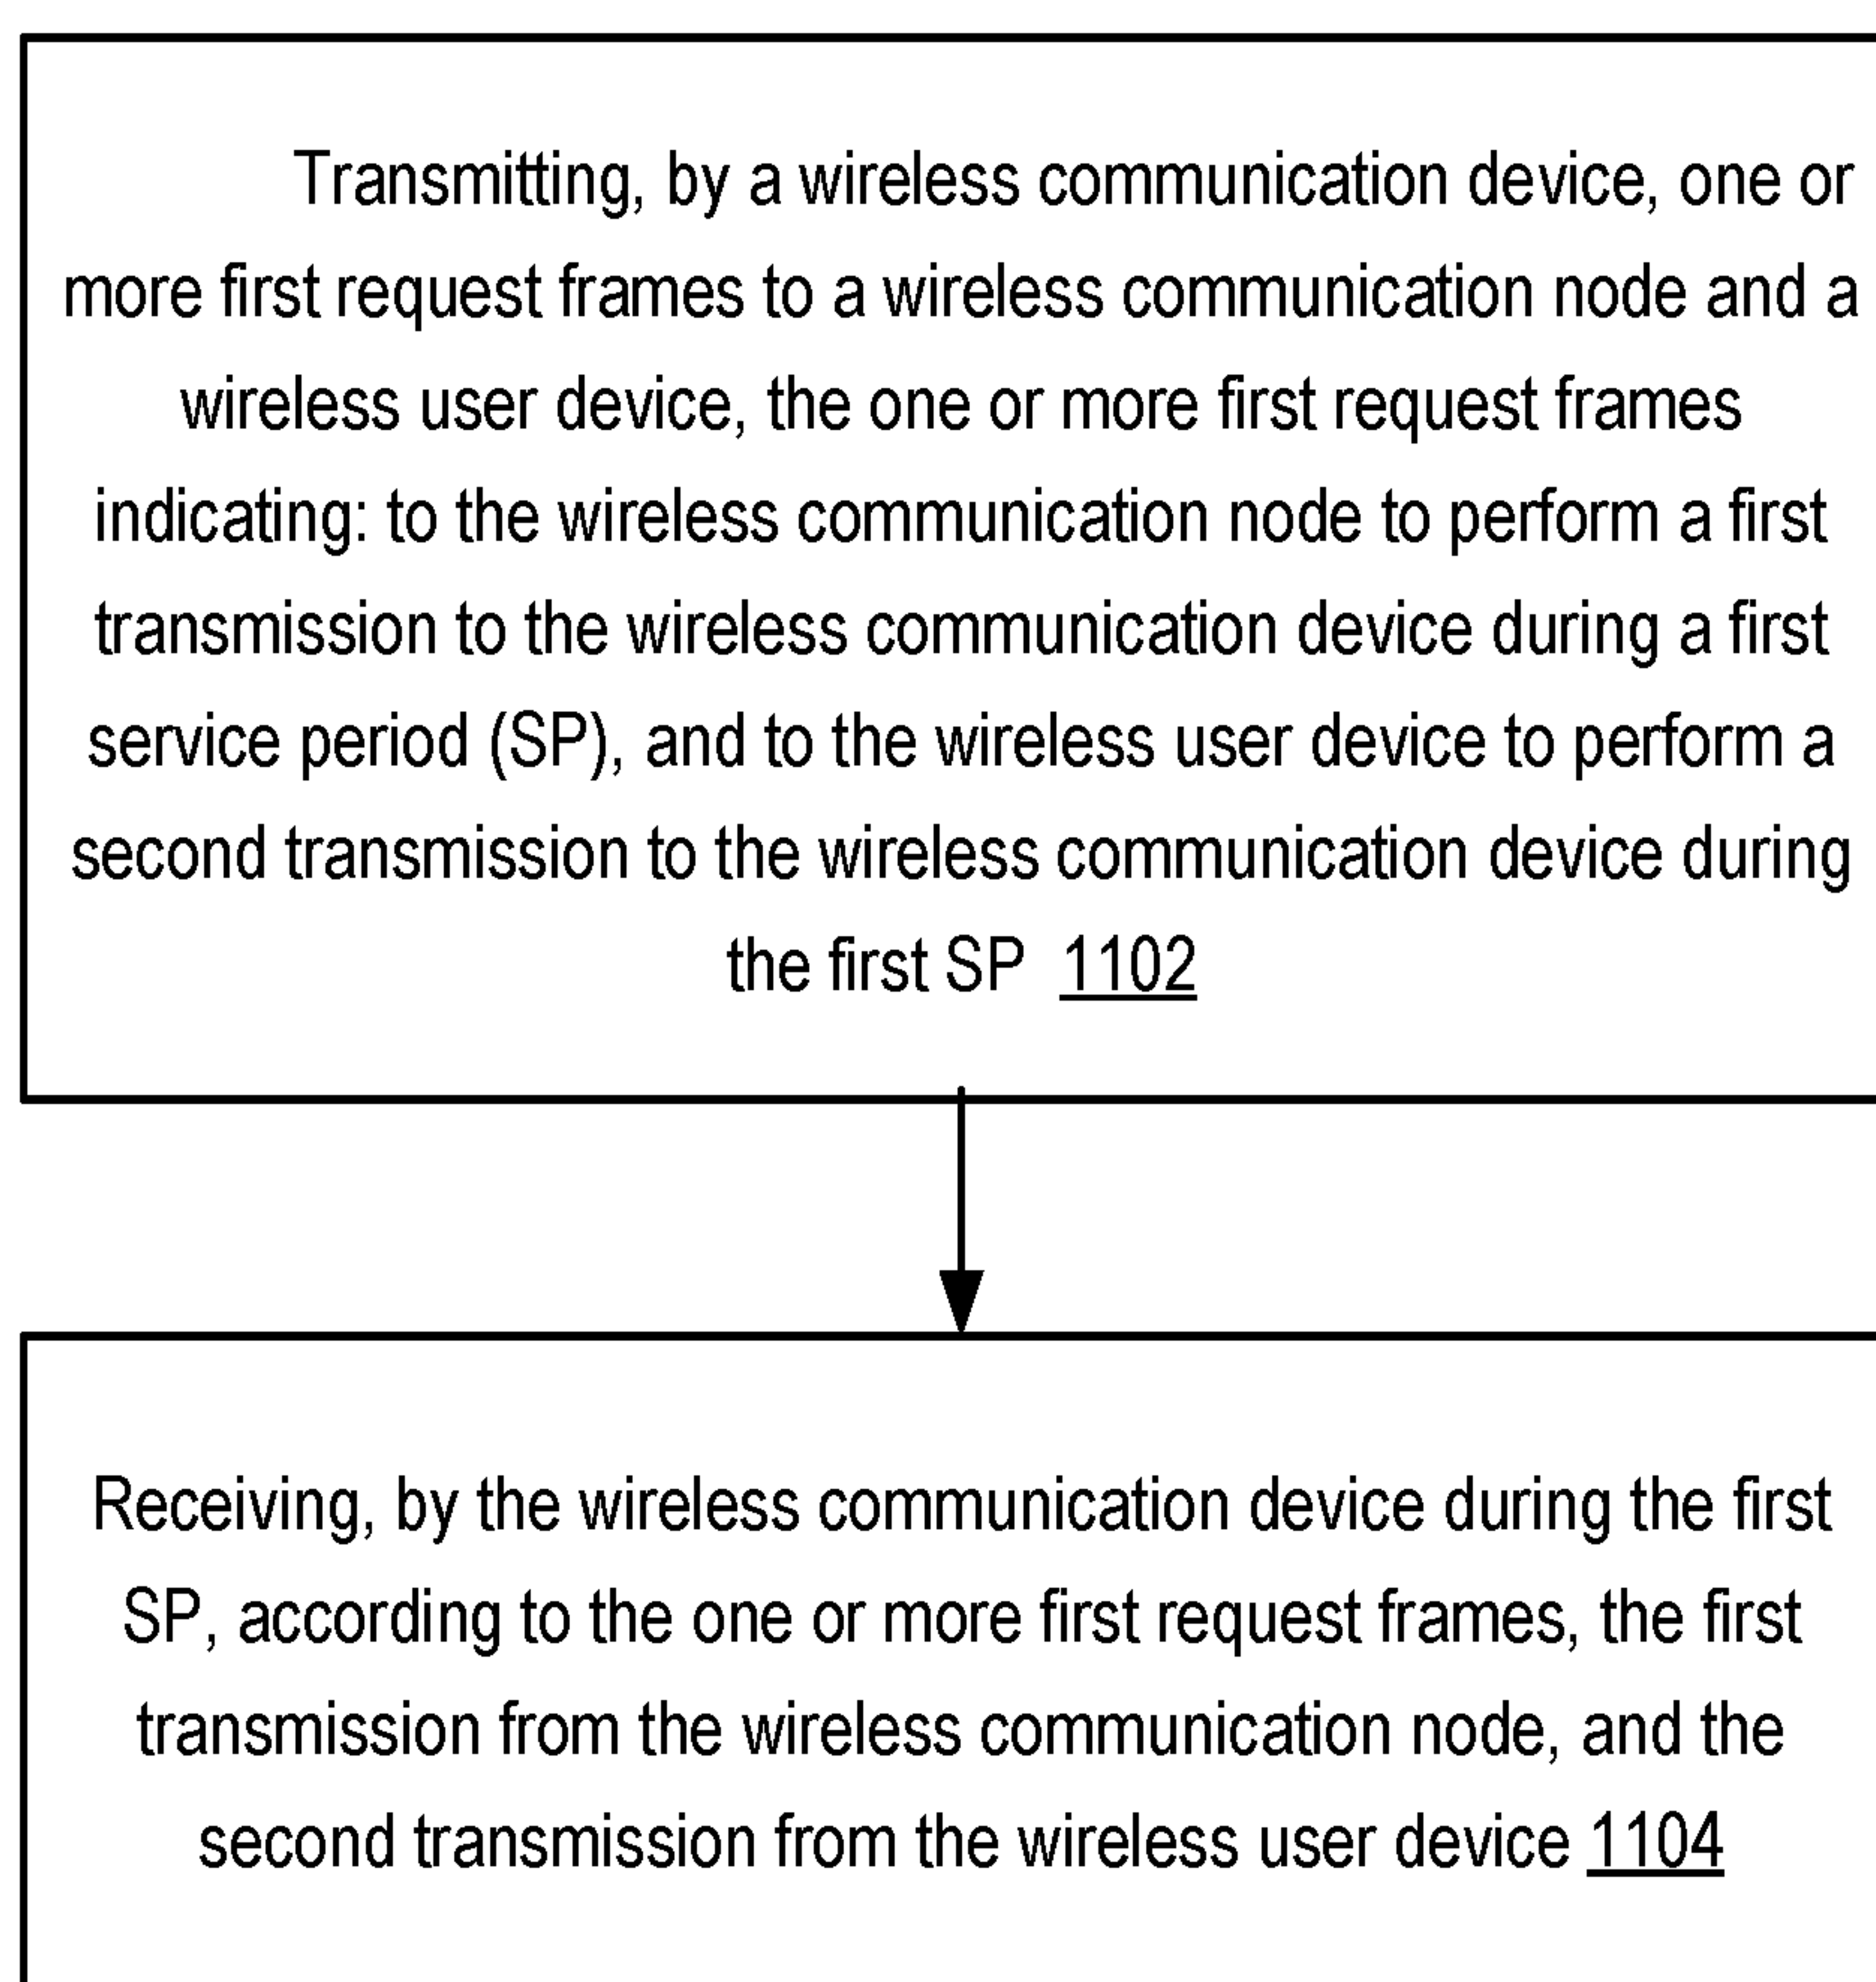 Transmitting, by a wireless communication device, one or
more first request frames to a wireless communication node and a
wireless user device, the one or more first request frames
indicating: to the wireless communication node to perform a first
transmission to the wireless communication device during a first
service period (SP), and to the wireless user device to perform a
second transmission to the wireless communication device during
the first SP 1102
Receiving, by the wireless communication device during the first
SP, according to the one or more first request frames, the first
transmission from the wireless communication node, and the
second transmission from the wireless user device 1104